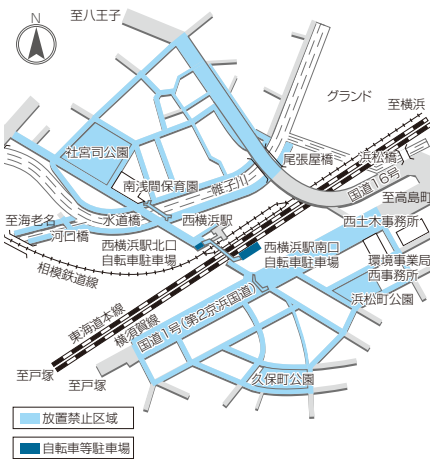 N
至八王子
グランド
至横浜
社宮司公園
尾張屋橋
浜松橋
南浅間保育園
帷子川
国道16号
至高島町
至海老名
水道橋
西横浜駅
西土木事務所
河口橋
西横浜駅北口
自転車駐車場
西横浜駅南口
自転車駐車場
環境事業局
西事務所
相模鉄道線
浜松町公園
東海道本線
横須賀線
国道1号(第2京浜国道)
至戸塚
至戸塚
久保町公園
放置禁止区域
自転車等駐車場